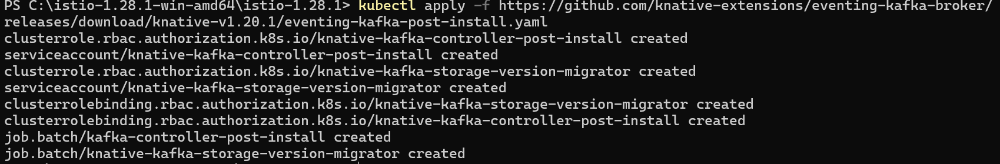 PS C:\istio-1.28.1-win-amd64\istio-1.28.1> kubectl apply -f https://github.com/knative-extensions/eventing-kafka-broker/
releases/download/knative-v1.20.1/eventing-kafka-post-install.yaml
clusterrole.rbac.authorization.k8s.io/knative-kafka-controller-post-install created
serviceaccount/knative-kafka-controller-post-install created
clusterrole.rbac.authorization.k8s.io/knative-kafka-storage-version-migrator created
serviceaccount/knative-kafka-storage-version-migrator created
clusterrolebinding.rbac.authorization.k8s.io/knative-kafka-storage-version-migrator created
clusterrolebinding.rbac.authorization.k8s.io/knative-kafka-controller-post-install created
job.batch/kafka-controller-post-install created
job.batch/knative-kafka-storage-version-migrator created